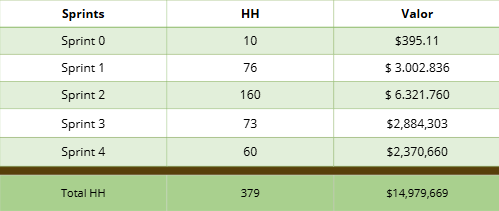 Sprints HH Valor
Sprint 0 10 $395.11
Sprint 1 76 $ 3.002.836
Sprint 2 160 $ 6.321.760
Sprint 3 73 $2,884,303
Sprint 4 60 $2,370,660
Total HH 379 $14,979,669